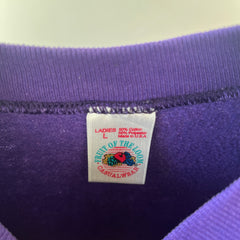 LADIES
L
50% Cotton
50% Polyester
Made in U.S.A.
FRUIT OF THE LOOM
CASUALWEAR